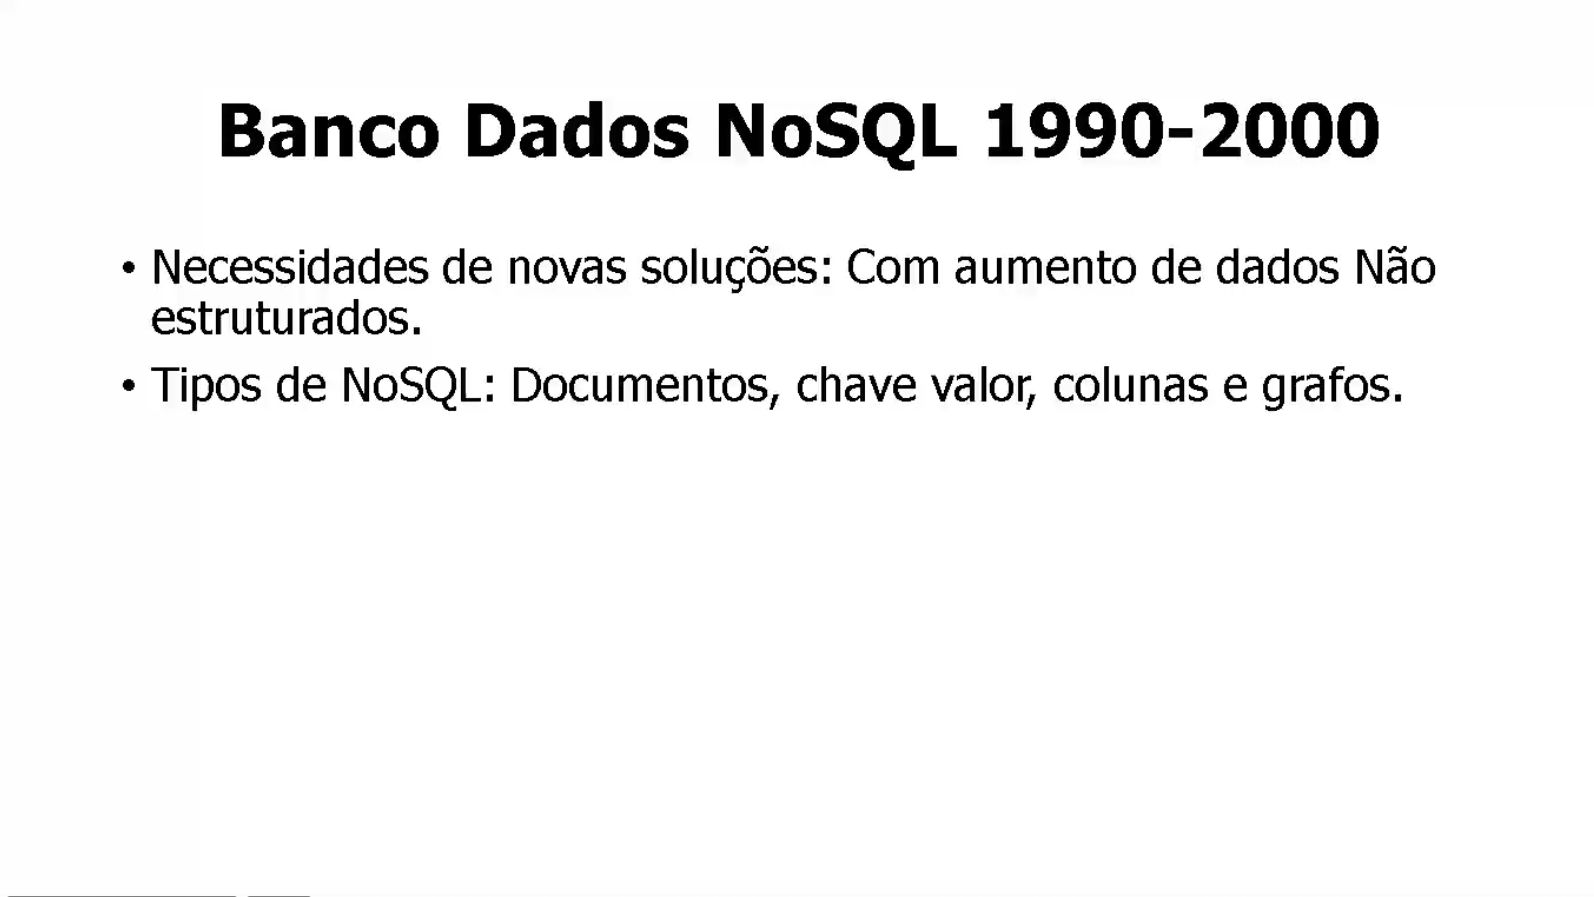 Banco Dados NoSQL 1990-2000
• Necessidades de novas soluções: Com aumento de dados Não
estruturados.
• Tipos de NoSQL: Documentos, chave valor, colunas e grafos.